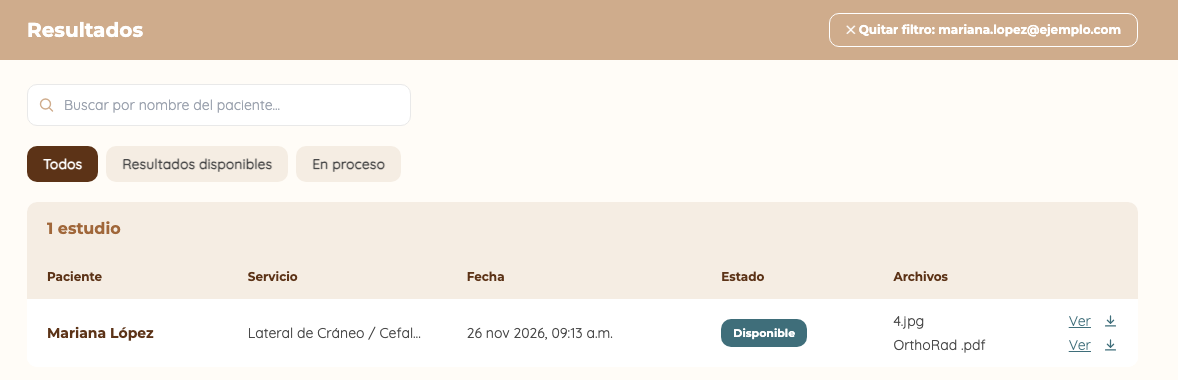 Resultados
× Quitar filtro: mariana.lopez@ejemplo.com
Buscar por nombre del paciente...
Todos
Resultados disponibles
En proceso
1 estudio
Paciente Servicio Fecha Estado Archivos
Mariana López Lateral de Cráneo / Cefal... 26 nov 2026, 09:13 a.m. Disponible
4.jpg Ver
OrthoRad .pdf Ver